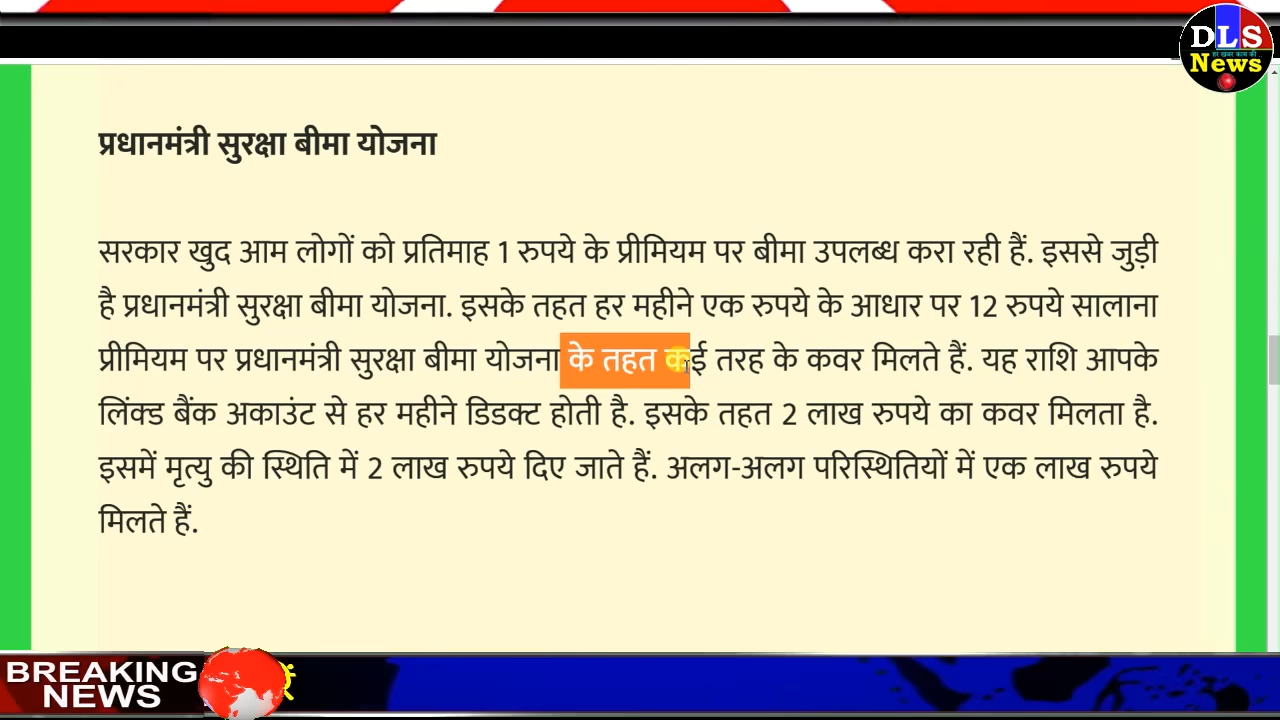 DLS
हर खबर काम की
News
प्रधानमंत्री सुरक्षा बीमा योजना
सरकार खुद आम लोगों को प्रतिमाह 1 रुपये के प्रीमियम पर बीमा उपलब्ध करा रही हैं. इससे जुड़ी
है प्रधानमंत्री सुरक्षा बीमा योजना. इसके तहत हर महीने एक रुपये के आधार पर 12 रुपये सालाना
प्रीमियम पर प्रधानमंत्री सुरक्षा बीमा योजना के तहत कई तरह के कवर मिलते हैं. यह राशि आपके
लिंक्ड बैंक अकाउंट से हर महीने डिडक्ट होती है. इसके तहत 2 लाख रुपये का कवर मिलता है.
इसमें मृत्यु की स्थिति में 2 लाख रुपये दिए जाते हैं. अलग-अलग परिस्थितियों में एक लाख रुपये
मिलते हैं.
BREAKING
NEWS